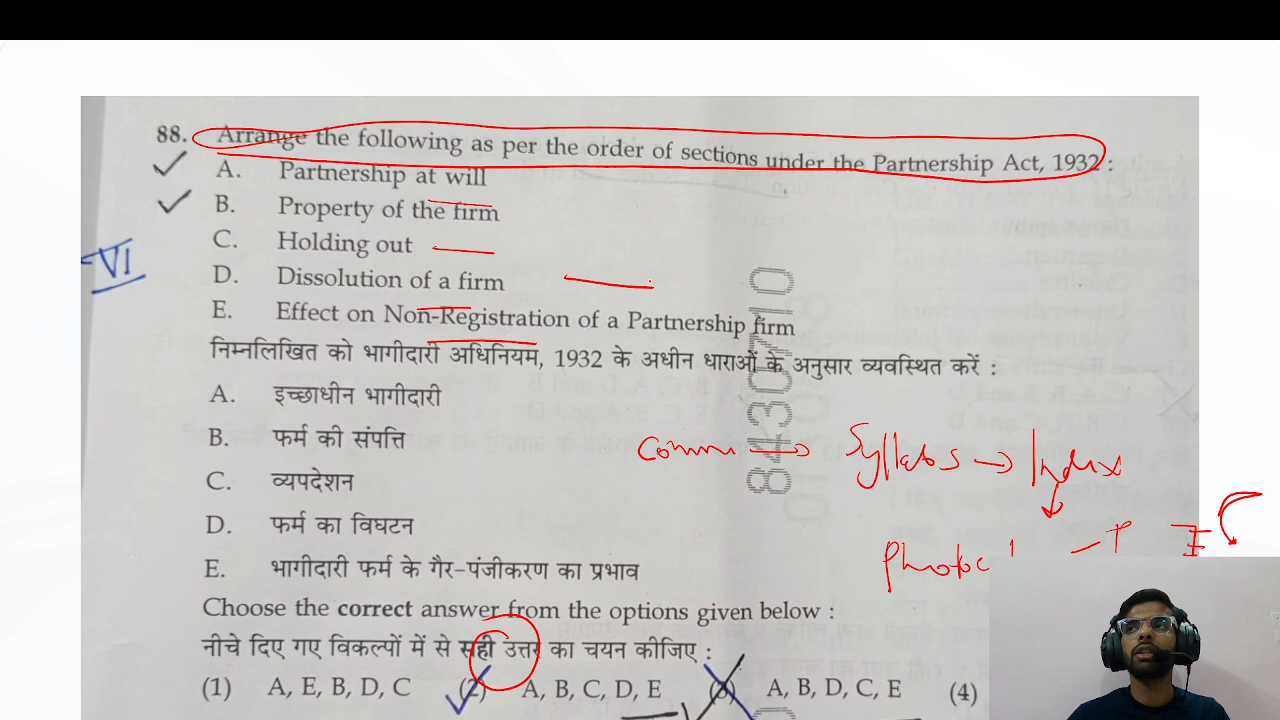 88. Arrange the following as per the order of sections under the Partnership Act, 1932 :
A. Partnership at will
B. Property of the firm
C. Holding out
VI
D. Dissolution of a firm
E. Effect on Non-Registration of a Partnership firm
निम्नलिखित को भागीदारी अधिनियम, 1932 के अधीन धाराओं के अनुसार व्यवस्थित करें :
A. इच्छाधीन भागीदारी
B. फर्म की संपत्ति
8430710
Comm → Syllabus → Index
C. व्यपदेशन
D. फर्म का विघटन
E. भागीदारी फर्म के गैर-पंजीकरण का प्रभाव
Choose the correct answer from the options given below :
नीचे दिए गए विकल्पों में से सही उत्तर का चयन कीजिए :
(1) A, E, B, D, C (2) A, B, C, D, E (3) A, B, D, C, E (4)